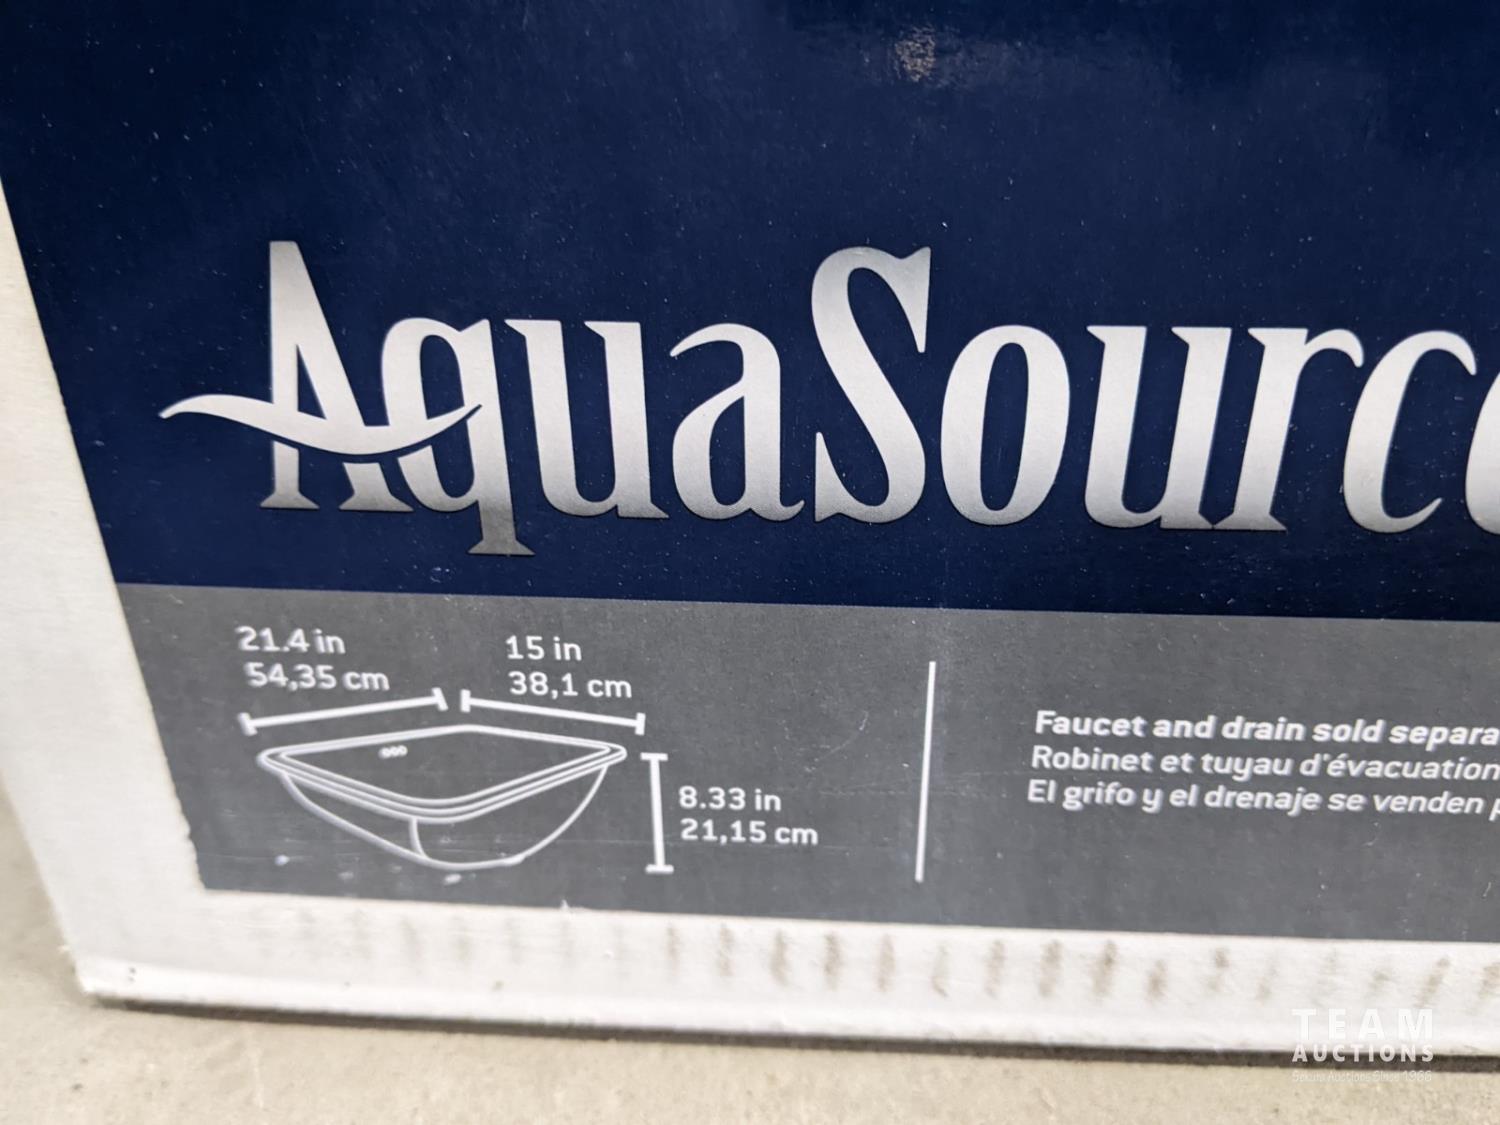 AquaSource
21.4 in
54,35 cm
15 in
38,1 cm
8.33 in
21,15 cm
Faucet and drain sold separa
Robinet et tuyau d'évacuation
El grifo y el drenaje se venden p
TEAM
AUCTIONS